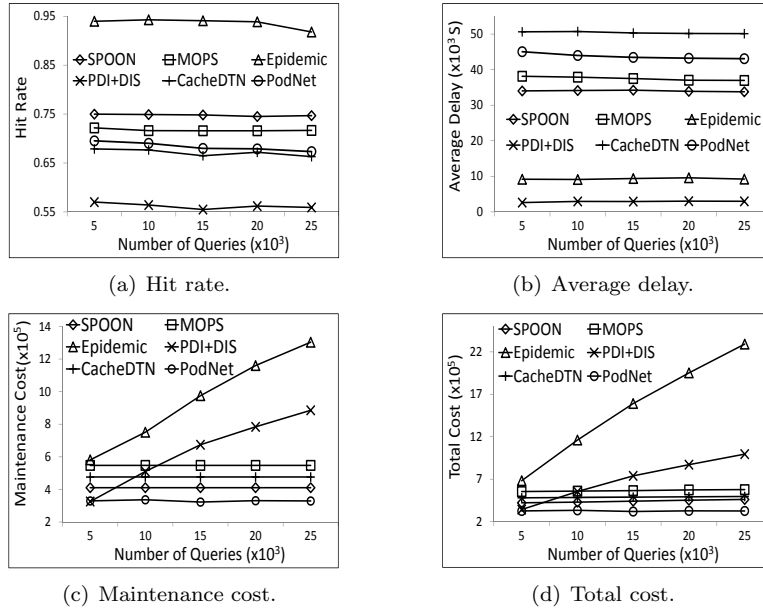 0.95
0.85
0.75
0.65
0.55
Hit Rate
SPOON MOPS Epidemic
PDI+DIS CacheDTN PodNet
5 10 15 20 25
Number of Queries (x10³)
(a) Hit rate.
60
50
40
30
20
10
0
Average Delay (x10³ S)
SPOON MOPS Epidemic
PDI+DIS CacheDTN PodNet
5 10 15 20 25
Number of Queries (x10³)
(b) Average delay.
14
12
10
8
6
4
2
Maintenance Cost(x10⁵)
SPOON MOPS
Epidemic PDI+DIS
CacheDTN PodNet
5 10 15 20 25
Number of Queries (x10³)
(c) Maintenance cost.
22
17
12
7
2
Total Cost (x10⁵)
SPOON MOPS
Epidemic PDI+DIS
CacheDTN PodNet
5 10 15 20 25
Number of Queries (x10³)
(d) Total cost.